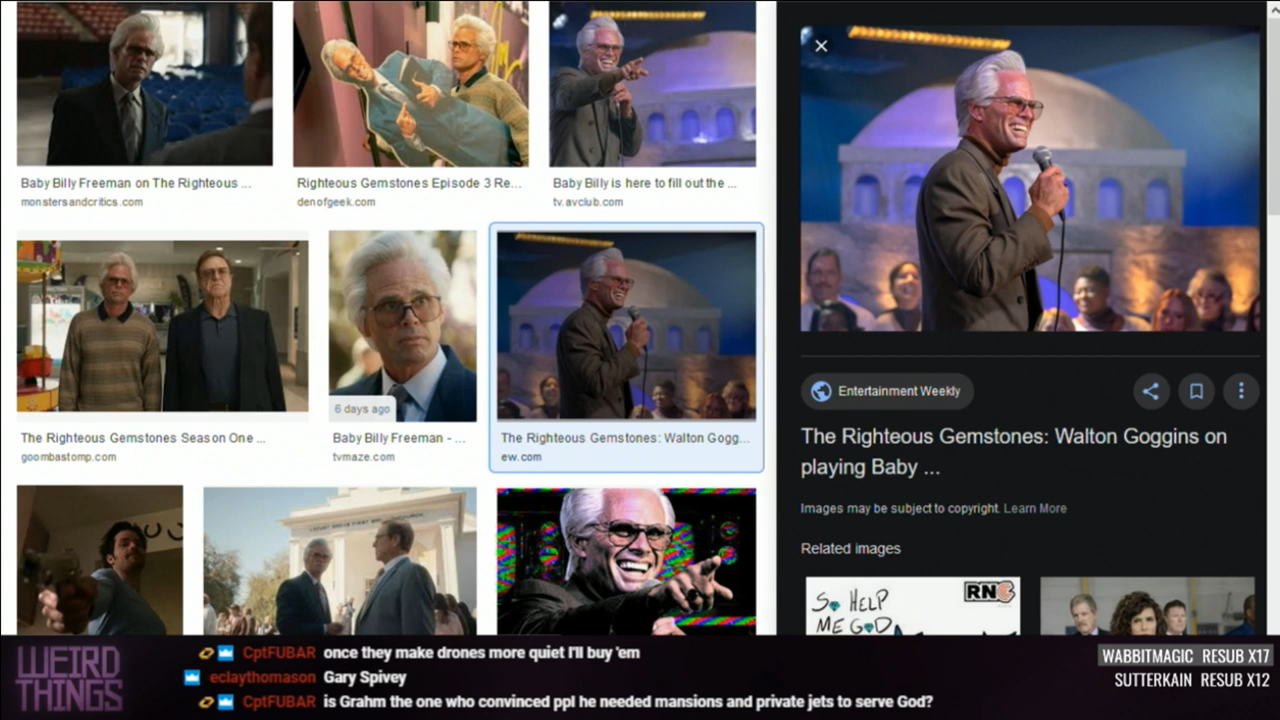 Baby Billy Freeman on The Righteous ...
monstersandcritics.com
Righteous Gemstones Episode 3 Re...
denofgeek.com
Baby Billy is here to fill out the ...
tv.avclub.com
6 days ago
The Righteous Gemstones Season One ...
goombastomp.com
Baby Billy Freeman - ...
tvmaze.com
The Righteous Gemstones: Walton Gogg...
ew.com
Entertainment Weekly
The Righteous Gemstones: Walton Goggins on
playing Baby ...
Images may be subject to copyright. Learn More
Related images
So HELP
ME GOD
RNC
WEIRD
THINGS
CptFUBAR once they make drones more quiet I'll buy 'em
eclaythomason Gary Spivey
CptFUBAR is Grahm the one who convinced ppl he needed mansions and private jets to serve God?
WABBITMAGIC RESUB X17
SUTTERKAIN RESUB X12